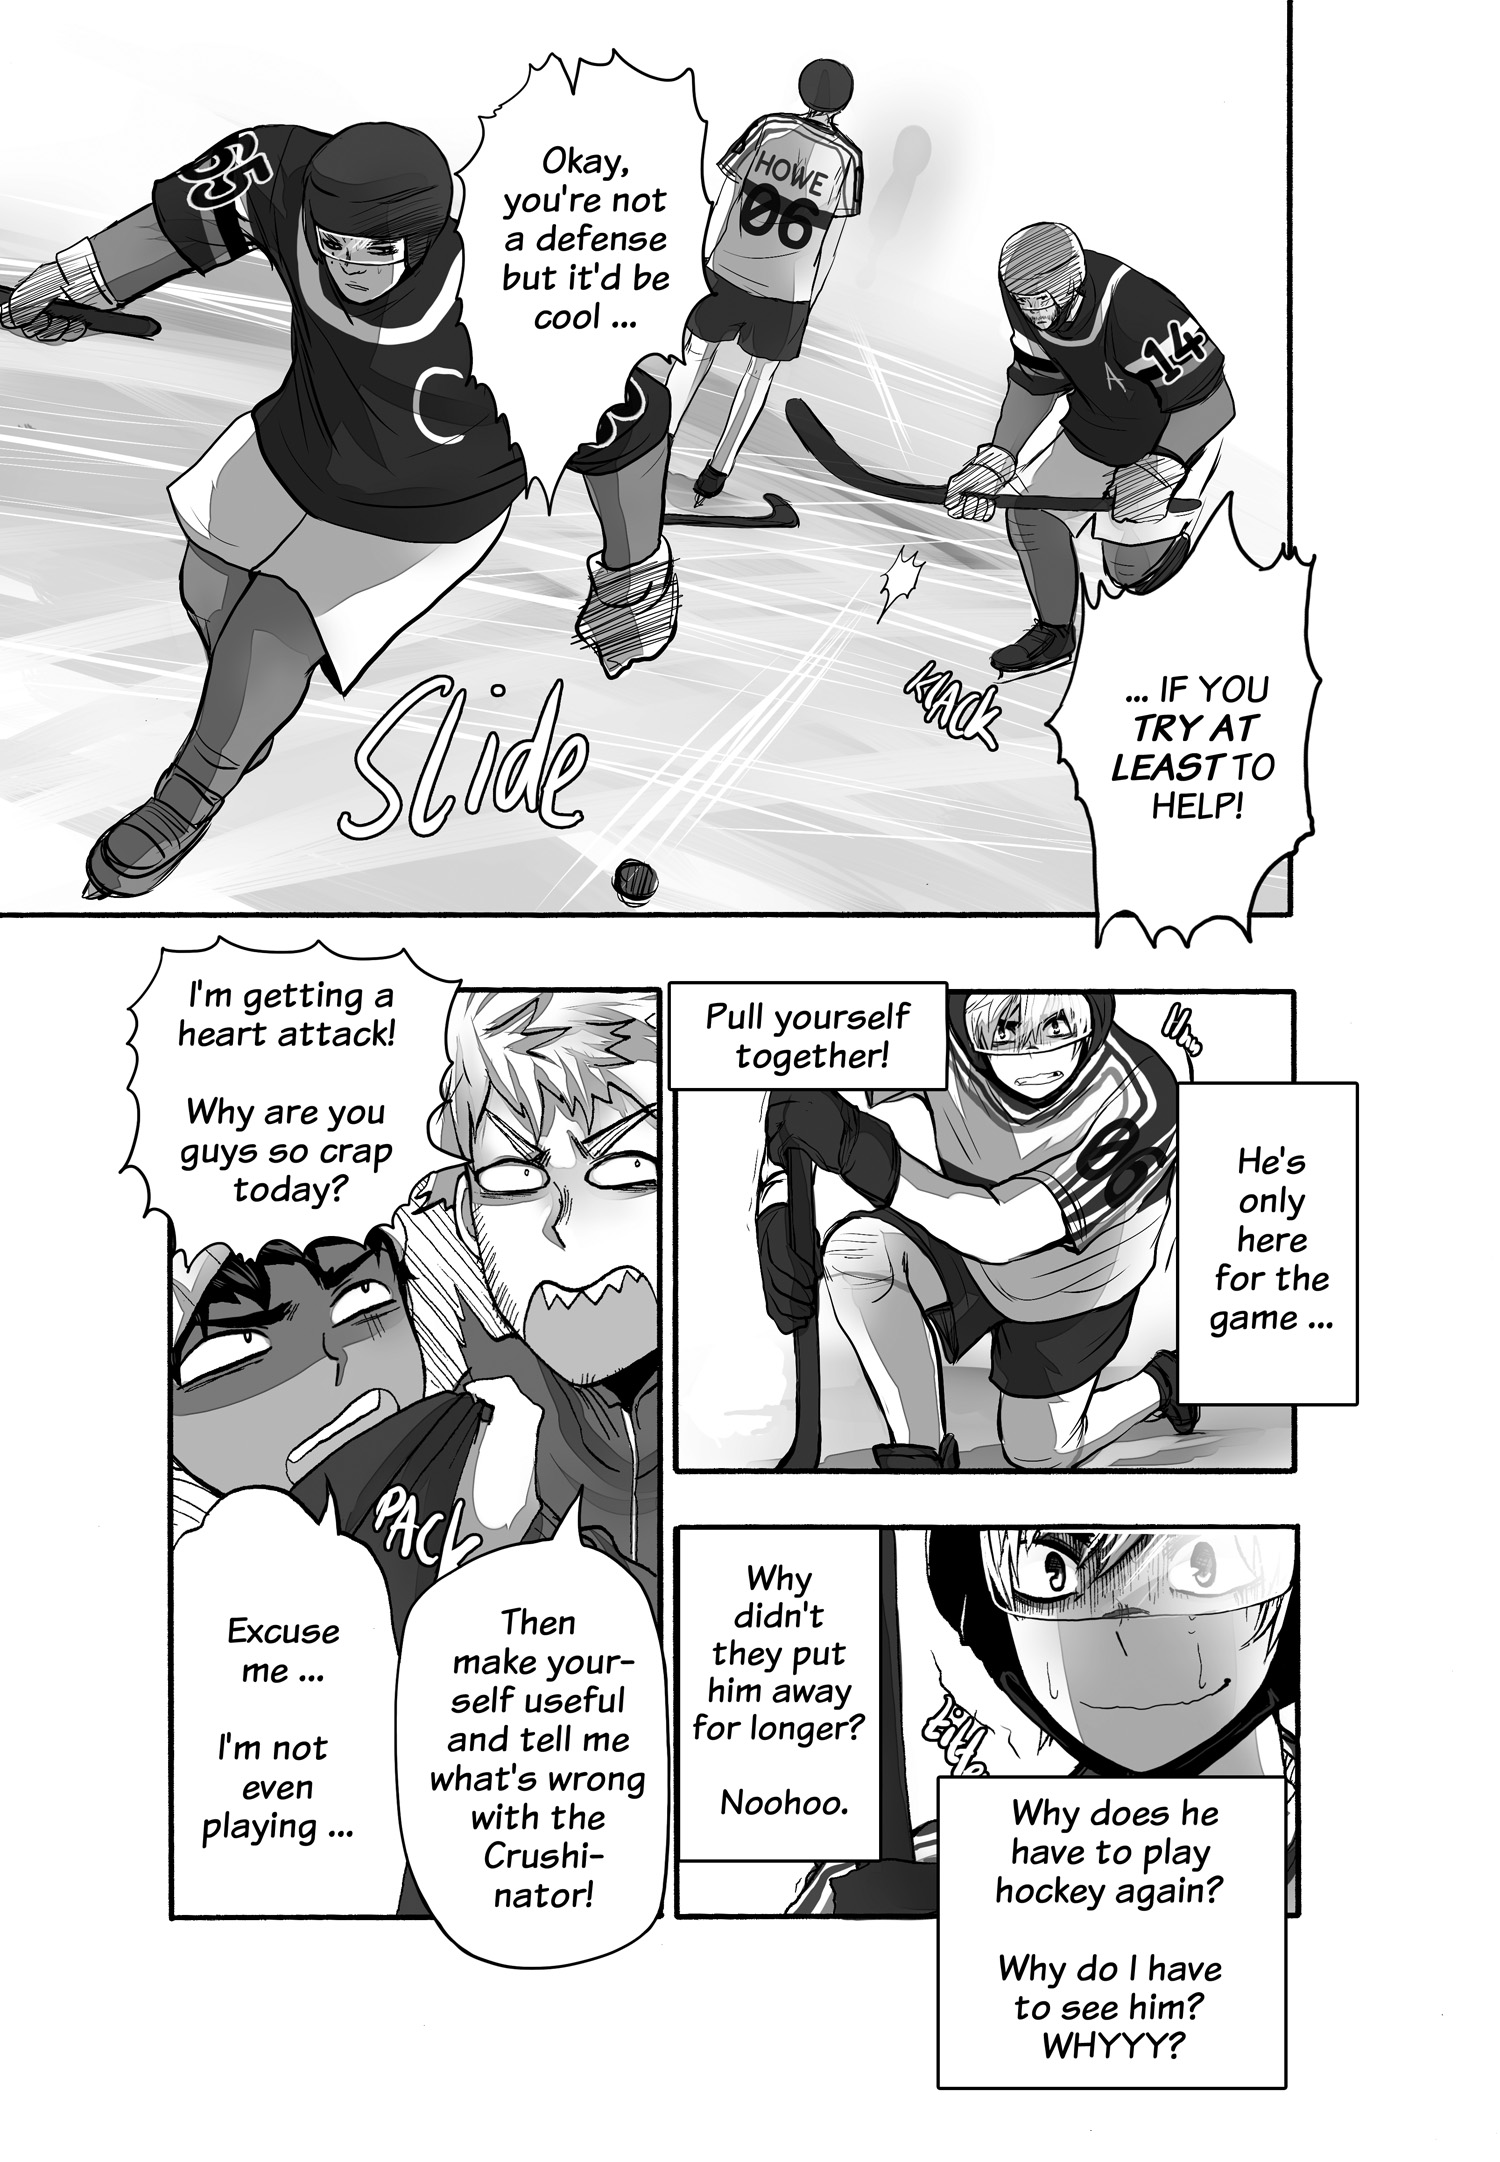 Okay,
you're not
a defense
but it'd be
cool ...
HOWE
06
95
C
A
14
Slide
KLACK
... IF YOU
TRY AT
LEAST TO
HELP!
I'm getting a
heart attack!
Why are you
guys so crap
today?
PACK
Excuse
me ...
I'm not
even
playing ...
Then
make your-
self useful
and tell me
what's wrong
with the
Crushi-
nator!
Pull yourself
together!
06
He's
only
here
for the
game ...
Why
didn't
they put
him away
for longer?
Noohoo.
Why does he
have to play
hockey again?
Why do I have
to see him?
WHYYY?